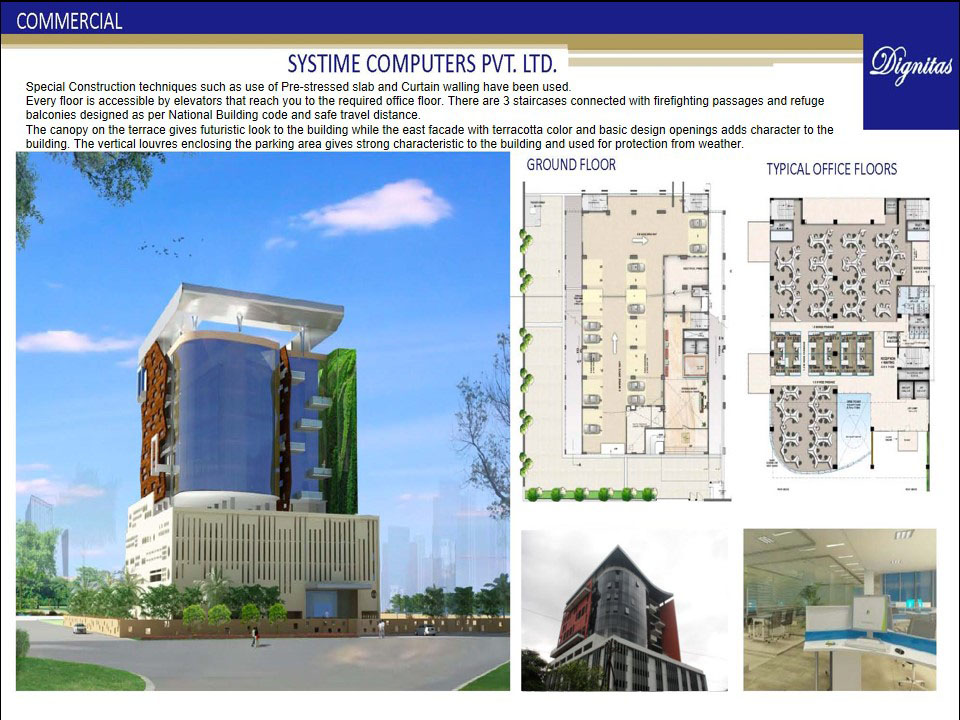 COMMERCIAL
Dignitas
SYSTIME COMPUTERS PVT. LTD.
Special Construction techniques such as use of Pre-stressed slab and Curtain walling have been used.
Every floor is accessible by elevators that reach you to the required office floor. There are 3 staircases connected with firefighting passages and refuge
balconies designed as per National Building code and safe travel distance.
The canopy on the terrace gives futuristic look to the building while the east facade with terracotta color and basic design openings adds character to the
building. The vertical louvres enclosing the parking area gives strong characteristic to the building and used for protection from weather.
GROUND FLOOR
TYPICAL OFFICE FLOORS